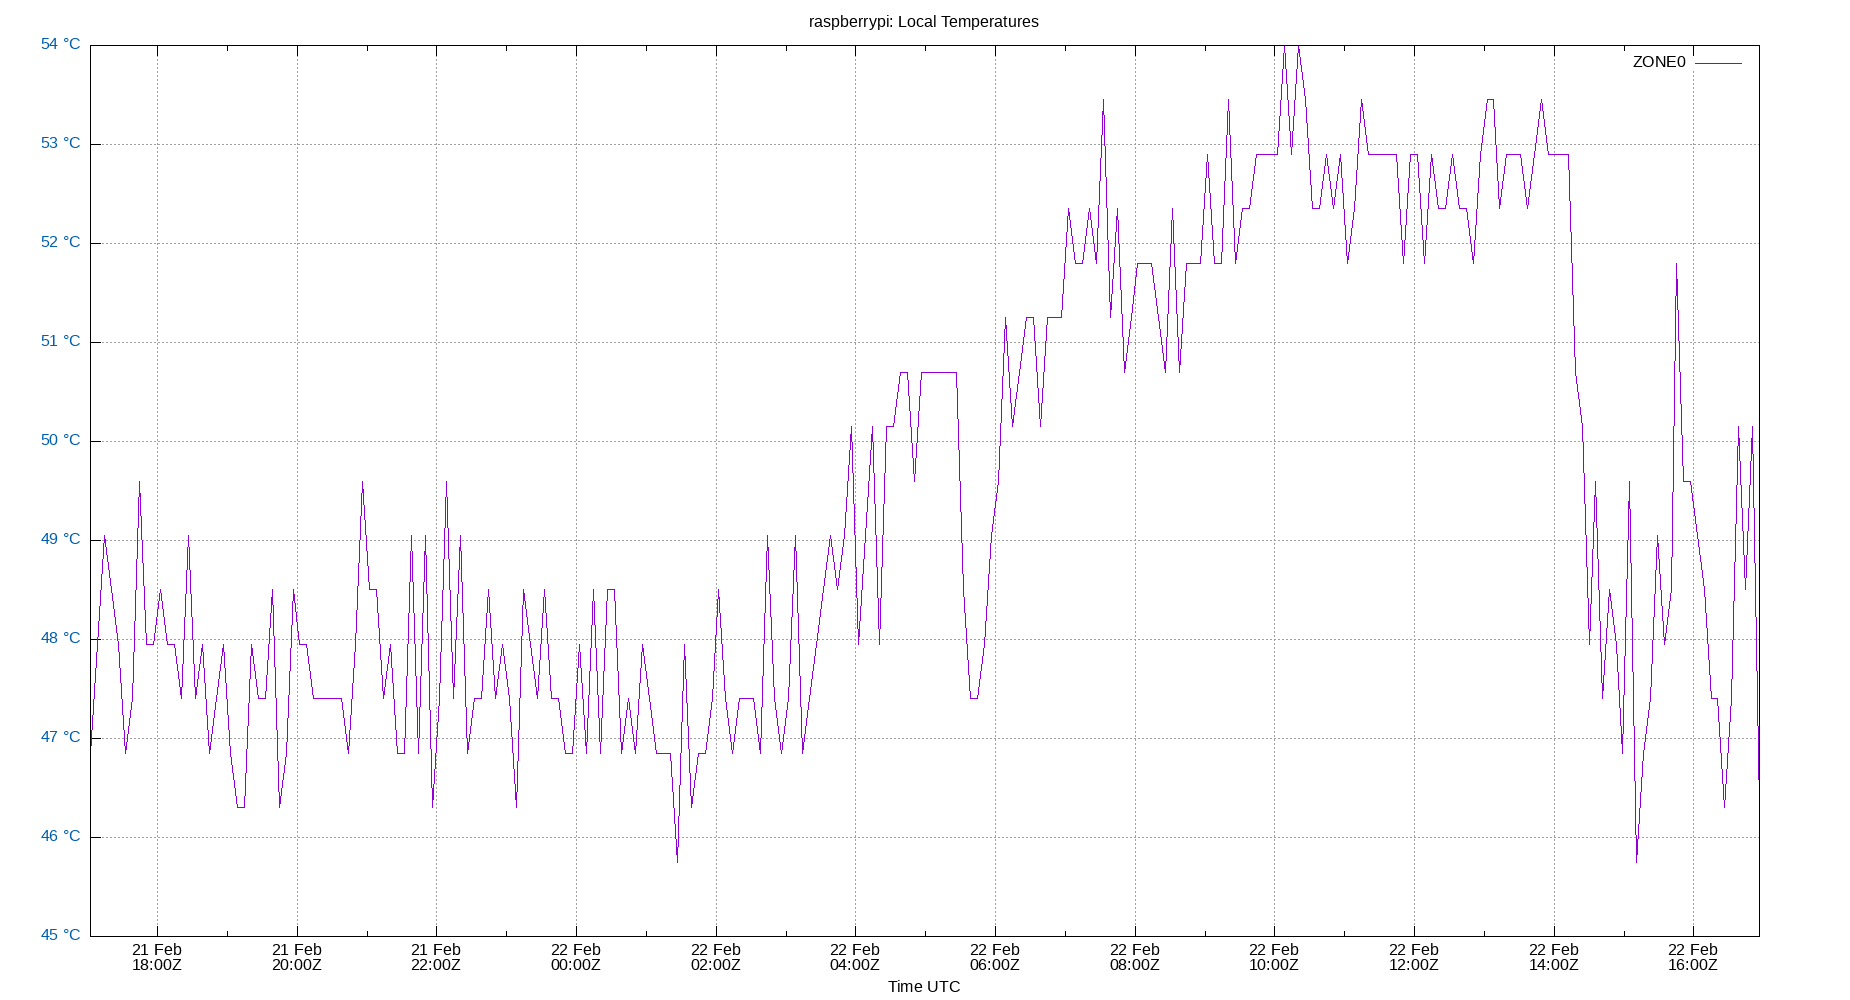 raspberrypi: Local Temperatures
ZONE0
54 °C
53 °C
52 °C
51 °C
50 °C
49 °C
48 °C
47 °C
46 °C
45 °C
21 Feb 21 Feb 21 Feb 22 Feb 22 Feb 22 Feb 22 Feb 22 Feb 22 Feb 22 Feb 22 Feb 22 Feb
18:00Z 20:00Z 22:00Z 00:00Z 02:00Z 04:00Z 06:00Z 08:00Z 10:00Z 12:00Z 14:00Z 16:00Z
Time UTC